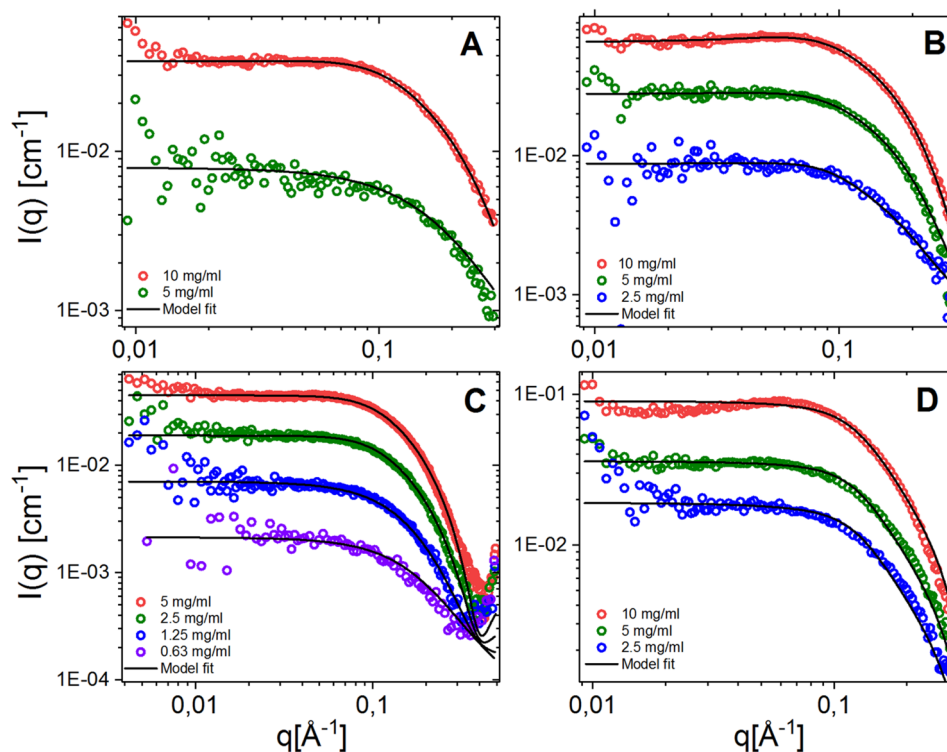 A
1E-02
1E-03
I(q) [cm⁻¹]
10 mg/ml
5 mg/ml
Model fit
0,01
0,1
B
1E-02
1E-03
10 mg/ml
5 mg/ml
2.5 mg/ml
Model fit
0,01
0,1
C
1E-02
1E-03
1E-04
I(q) [cm⁻¹]
5 mg/ml
2.5 mg/ml
1.25 mg/ml
0.63 mg/ml
Model fit
0,01
0,1
q[Å⁻¹]
D
1E-01
1E-02
10 mg/ml
5 mg/ml
2.5 mg/ml
Model fit
0,01
0,1
q[Å⁻¹]